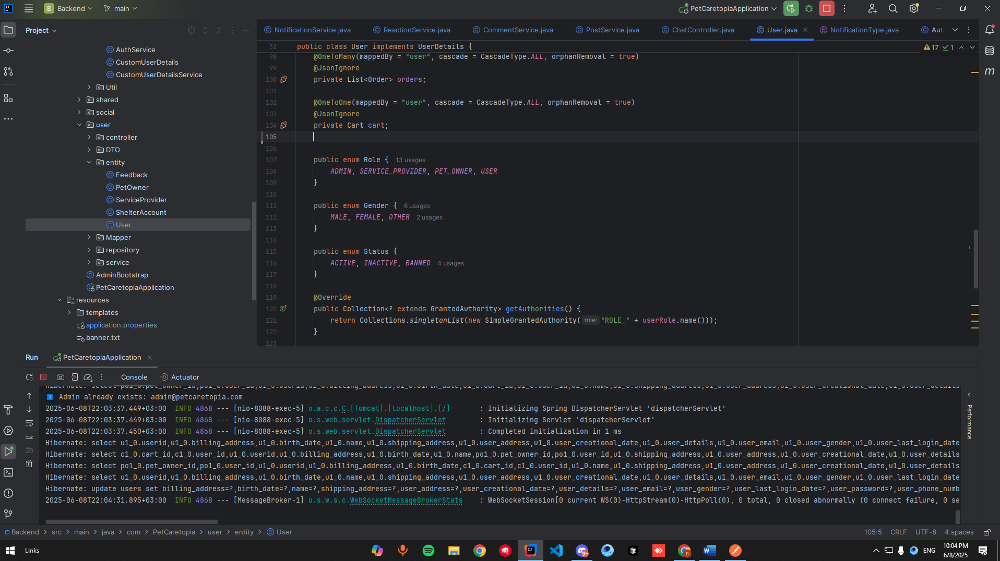 B Backend main PetCaretopiaApplication
Project
NotificationService.java ReactionService.java CommentService.java PostService.java ChatController.java User.java NotificationType.java Aut
AuthService
CustomUserDetails
CustomUserDetailsService
Util
shared
social
user
controller
DTO
entity
Feedback
PetOwner
ServiceProvider
ShelterAccount
User
Mapper
repository
service
AdminBootstrap
PetCaretopiaApplication
resources
templates
application.properties
banner.txt
32 public class User implements UserDetails {
17 1
98 @OneToMany(mappedBy = "user", cascade = CascadeType.ALL, orphanRemoval = true)
99 @JsonIgnore
100 private List<Order> orders;
101
102 @OneToOne(mappedBy = "user", cascade = CascadeType.ALL, orphanRemoval = true)
103 @JsonIgnore
104 private Cart cart;
105
106
107 public enum Role { 13 usages
108 ADMIN, SERVICE_PROVIDER, PET_OWNER, USER
109 }
110
111 public enum Gender { 6 usages
112 MALE, FEMALE, OTHER 2 usages
113 }
114
115 public enum Status {
116 ACTIVE, INACTIVE, BANNED 4 usages
117 }
118
119 @Override
120 public Collection<? extends GrantedAuthority> getAuthorities() {
121 return Collections.singletonList(new SimpleGrantedAuthority( role: "ROLE_" + userRole.name()));
122 }
123
m
Run PetCaretopiaApplication
Console Actuator
Performance
Admin already exists: admin@petcaretopia.com
2025-06-08T22:03:37.449+03:00 INFO 4868 --- [nio-8088-exec-5] o.a.c.c.C.[Tomcat].[localhost].[/] : Initializing Spring DispatcherServlet 'dispatcherServlet'
2025-06-08T22:03:37.449+03:00 INFO 4868 --- [nio-8088-exec-5] o.s.web.servlet.DispatcherServlet : Initializing Servlet 'dispatcherServlet'
2025-06-08T22:03:37.450+03:00 INFO 4868 --- [nio-8088-exec-5] o.s.web.servlet.DispatcherServlet : Completed initialization in 1 ms
Hibernate: select u1_0.userid,u1_0.billing_address,u1_0.birth_date,u1_0.name,u1_0.shipping_address,u1_0.user_address,u1_0.user_creational_date,u1_0.user_details,u1_0.user_email,u1_0.user_gender,u1_0.user_last_login_date
Hibernate: select c1_0.cart_id,c1_0.user_id,u1_0.userid,u1_0.billing_address,u1_0.birth_date,u1_0.name,po1_0.pet_owner_id,po1_0.user_id,u1_0.shipping_address,u1_0.user_address,u1_0.user_creational_date,u1_0.user_details
Hibernate: select po1_0.pet_owner_id,po1_0.user_id,u1_0.userid,u1_0.billing_address,u1_0.birth_date,c1_0.cart_id,c1_0.user_id,u1_0.name,u1_0.shipping_address,u1_0.user_address,u1_0.user_creational_date,u1_0.user_details
Hibernate: select u1_0.userid,u1_0.billing_address,u1_0.birth_date,u1_0.name,u1_0.shipping_address,u1_0.user_address,u1_0.user_creational_date,u1_0.user_details,u1_0.user_email,u1_0.user_gender,u1_0.user_last_login_date
Hibernate: update users set billing_address=?,birth_date=?,name=?,shipping_address=?,user_address=?,user_creational_date=?,user_details=?,user_email=?,user_gender=?,user_last_login_date=?,user_password=?,user_phone_numb
2025-06-08T22:04:31.895+03:00 INFO 4868 --- [MessageBroker-1] o.s.w.s.c.WebSocketMessageBrokerStats : WebSocketSession[0 current WS(0)-HttpStream(0)-HttpPoll(0), 0 total, 0 closed abnormally (0 connect failure, 0 se
Backend > src > main > java > com > PetCaretopia > user > entity > User
105:5 CRLF UTF-8 4 spaces
Links
9+
ENG
10:04 PM
6/8/2025